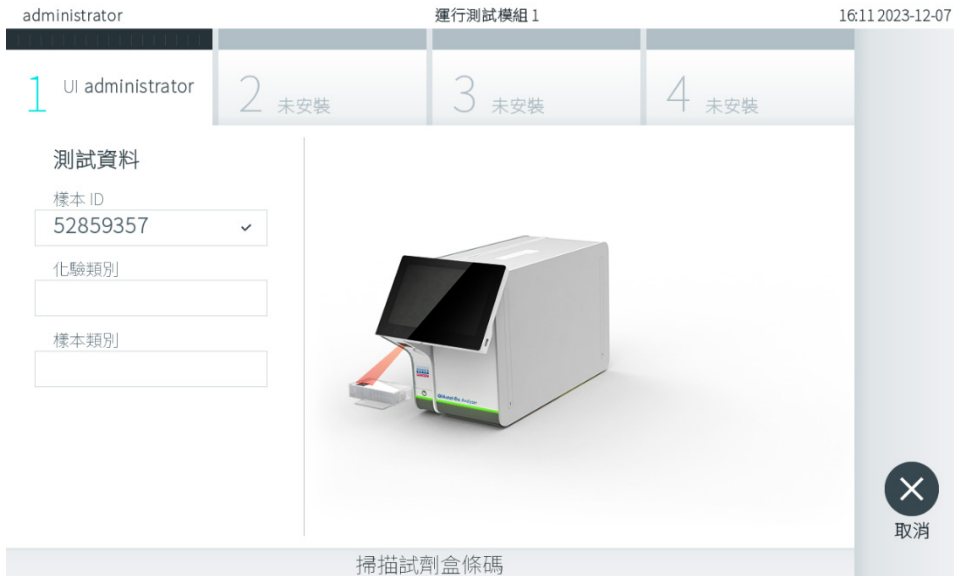 administrator
運行測試模組 1
16:11 2023-12-07
1 UI administrator
2 未安裝
3 未安裝
4 未安裝
測試資料
樣本 ID
52859357
化驗類別
樣本類別
取消
掃描試劑盒條碼